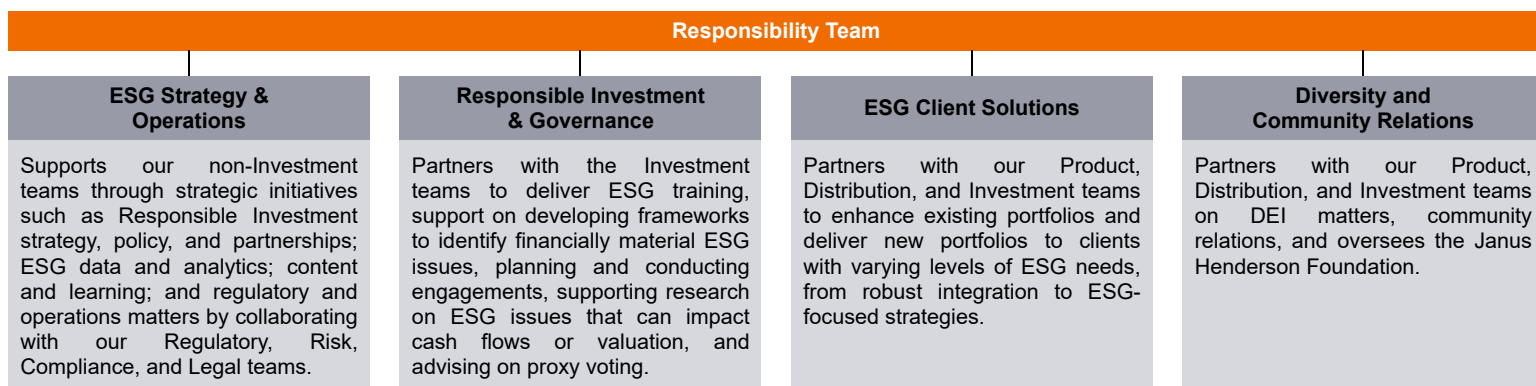 Responsibility Team
ESG Strategy &
Operations
Supports our non-Investment
teams through strategic initiatives
such as Responsible Investment
strategy, policy, and partnerships;
ESG data and analytics; content
and learning; and regulatory and
operations matters by collaborating
with our Regulatory, Risk,
Compliance, and Legal teams.
Responsible Investment
& Governance
Partners with the Investment
teams to deliver ESG training,
support on developing frameworks
to identify financially material ESG
issues, planning and conducting
engagements, supporting research
on ESG issues that can impact
cash flows or valuation, and
advising on proxy voting.
ESG Client Solutions
Partners with our Product,
Distribution, and Investment teams
to enhance existing portfolios and
deliver new portfolios to clients
with varying levels of ESG needs,
from robust integration to ESG-
focused strategies.
Diversity and
Community Relations
Partners with our Product,
Distribution, and Investment teams
on DEI matters, community
relations, and oversees the Janus
Henderson Foundation.